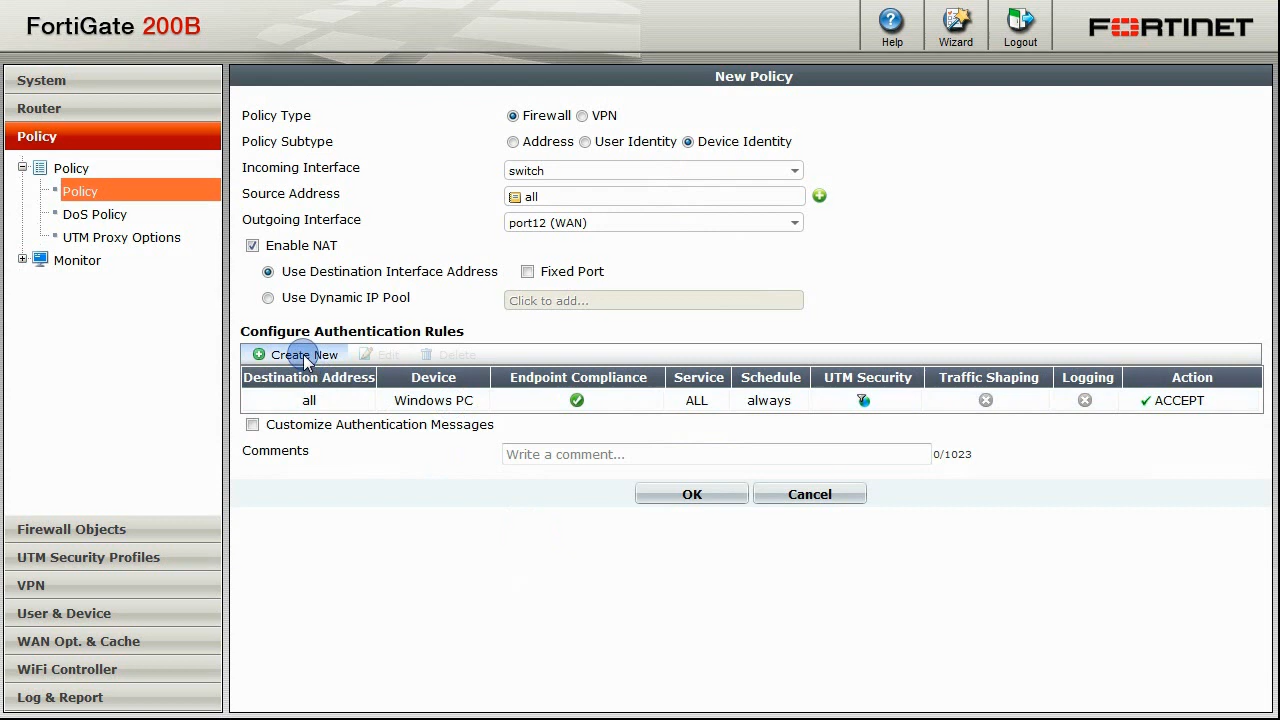 FortiGate 200B
Help
Wizard
Logout
FORTINET
System
Router
Policy
Policy
Policy
DoS Policy
UTM Proxy Options
Monitor
Firewall Objects
UTM Security Profiles
VPN
User & Device
WAN Opt. & Cache
WiFi Controller
Log & Report
New Policy
Policy Type Firewall VPN
Policy Subtype Address User Identity Device Identity
Incoming Interface switch
Source Address all
Outgoing Interface port12 (WAN)
Enable NAT
Use Destination Interface Address Fixed Port
Use Dynamic IP Pool Click to add...
Configure Authentication Rules
Create New Edit Delete
Destination Address Device Endpoint Compliance Service Schedule UTM Security Traffic Shaping Logging Action
all Windows PC ALL always ACCEPT
Customize Authentication Messages
Comments Write a comment... 0/1023
OK Cancel